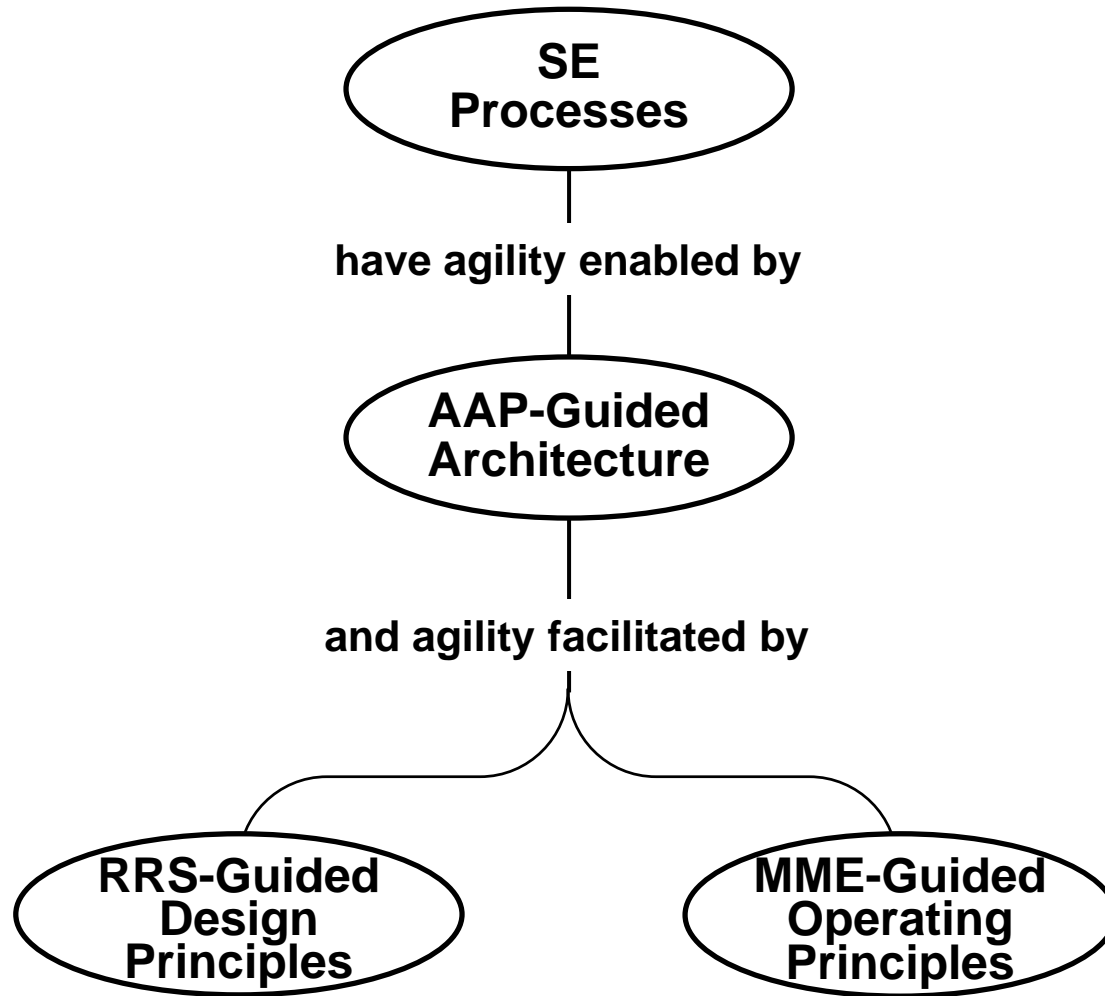 SE
Processes
have agility enabled by
AAP-Guided
Architecture
and agility facilitated by
RRS-Guided
Design
Principles
MME-Guided
Operating
Principles